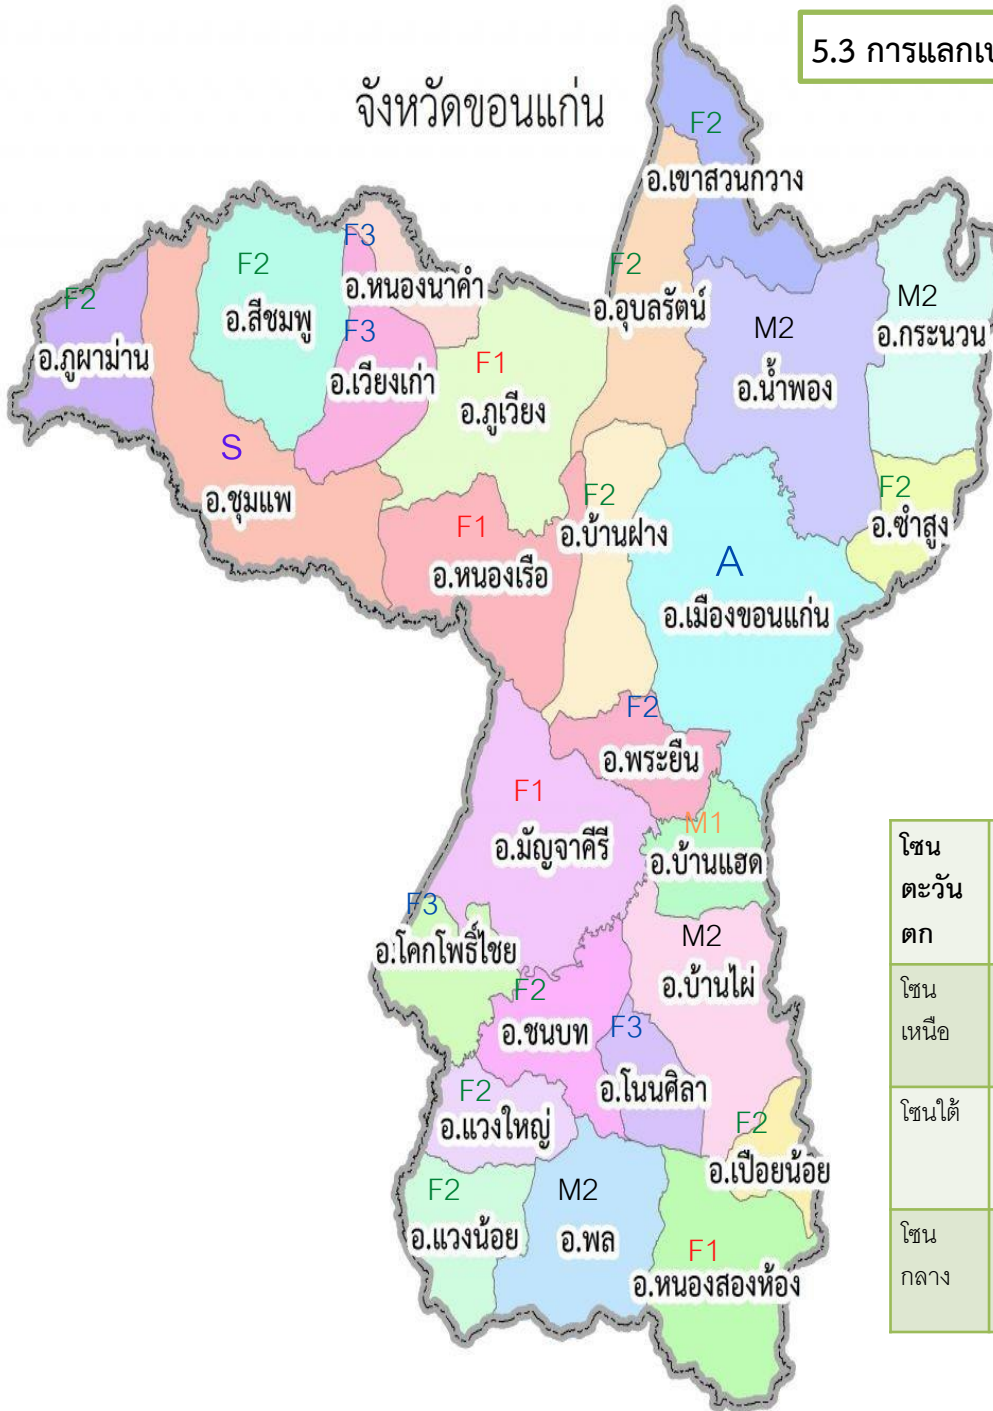 5.3 การแลกเ
จังหวัดขอนแก่น
F2
อ.เขาสวนกวาง
F3
อ.หนองนาคำ
F2
อ.สีชมพู
F2
อ.อุบลรัตน์
M2
อ.กระนวน
F2
อ.ภูผาม่าน
F3
อ.เวียงเก่า
F1
อ.ภูเวียง
M2
อ.น้ำพอง
S
อ.ชุมแพ
F2
อ.บ้านฝาง
F2
อ.ซำสูง
F1
อ.หนองเรือ
A
อ.เมืองขอนแก่น
F2
อ.พระยืน
F1
อ.มัญจาคีรี
M1
อ.บ้านแฮด
F3
อ.โคกโพธิ์ไชย
M2
อ.บ้านไผ่
F2
อ.ชนบท
F3
อ.โนนศิลา
F2
อ.แวงใหญ่
F2
อ.เปือยน้อย
F2
อ.แวงน้อย
M2
อ.พล
F1
อ.หนองสองห้อง
โซน
ตะวัน
ตก
โซน
เหนือ
โซนใต้
โซน
กลาง